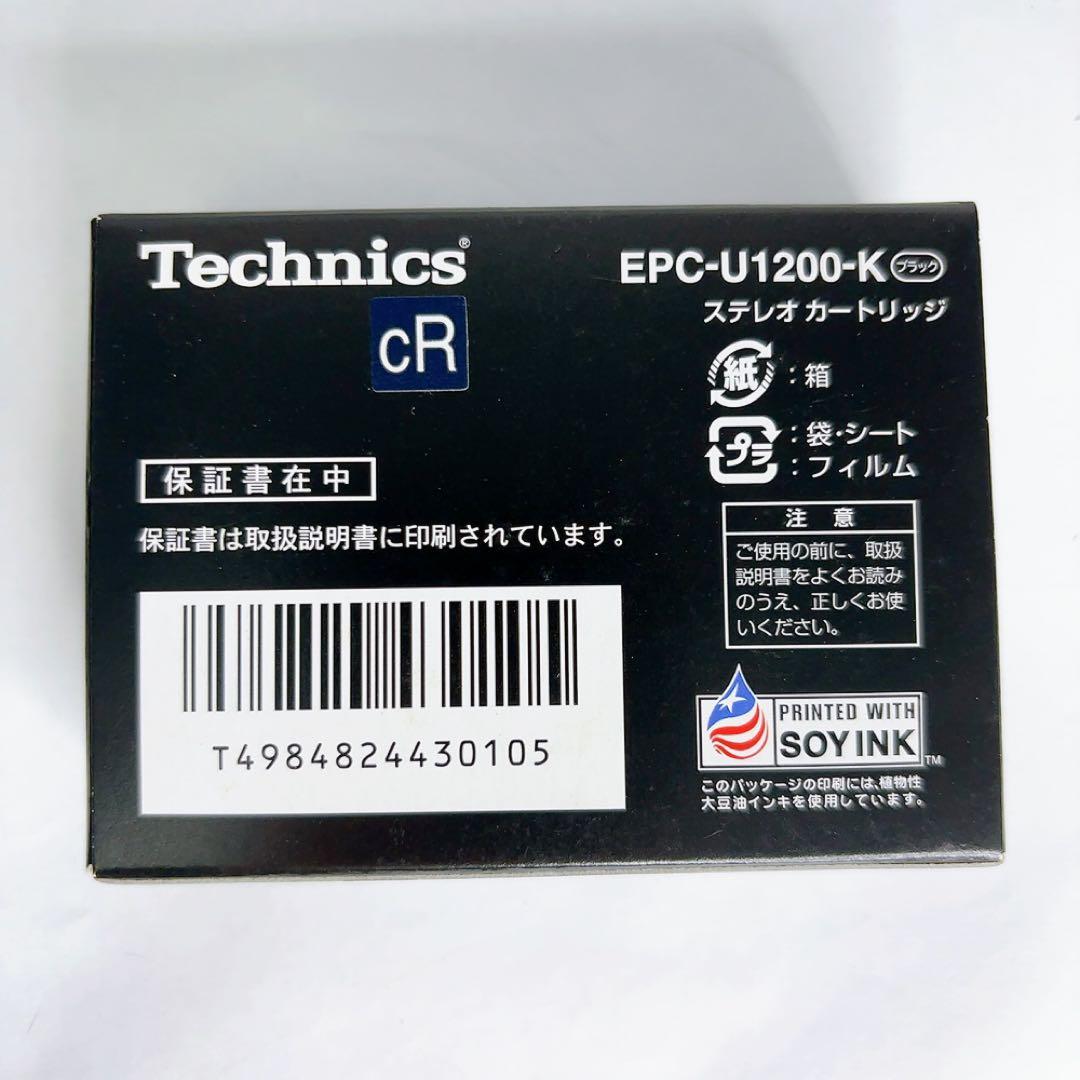 Technics®
EPC-U1200-K ブラック
ステレオ カートリッジ
cR
紙 : 箱
プラ : 袋・シート
: フィルム
保証書在中
保証書は取扱説明書に印刷されています。
注 意
ご使用の前に、取扱
説明書をよくお読み
のうえ、正しくお使
いください。
T4984824430105
PRINTED WITH
SOY INK™
このパッケージの印刷には、植物性
大豆油インキを使用しています。